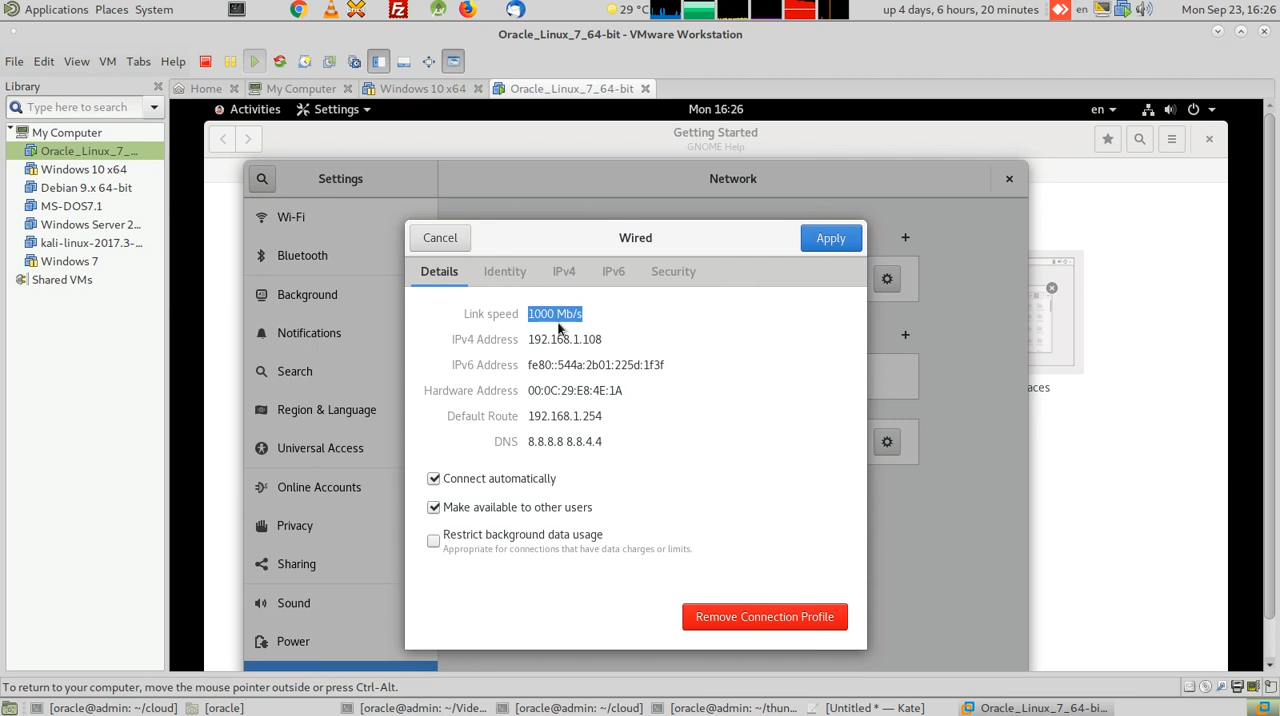 Applications Places System
29 °C
up 4 days, 6 hours, 20 minutes
en
Mon Sep 23, 16:26
Oracle_Linux_7_64-bit - VMware Workstation
File Edit View VM Tabs Help
Library
Home
My Computer
Windows 10 x64
Oracle_Linux_7_64-bit
Type here to search
My Computer
Oracle_Linux_7_...
Windows 10 x64
Debian 9.x 64-bit
MS-DOS7.1
Windows Server 2...
kali-linux-2017.3-...
Windows 7
Shared VMs
Activities
Settings
Mon 16:26
en
Getting Started
GNOME Help
Settings
Network
Wi-Fi
Bluetooth
Background
Notifications
Search
Region & Language
Universal Access
Online Accounts
Privacy
Sharing
Sound
Power
Cancel
Wired
Apply
Details Identity IPv4 IPv6 Security
Link speed 1000 Mb/s
IPv4 Address 192.168.1.108
IPv6 Address fe80::544a:2b01:225d:1f3f
Hardware Address 00:0C:29:E8:4E:1A
Default Route 192.168.1.254
DNS 8.8.8.8 8.8.4.4
Connect automatically
Make available to other users
Restrict background data usage
Appropriate for connections that have data charges or limits.
Remove Connection Profile
aces
To return to your computer, move the mouse pointer outside or press Ctrl-Alt.
[oracle@admin: ~/cloud]
[oracle]
[oracle@admin: ~/Vide...
[oracle@admin: ~/cloud]
[oracle@admin: ~/thun...
[Untitled * — Kate]
Oracle_Linux_7_64-bi...